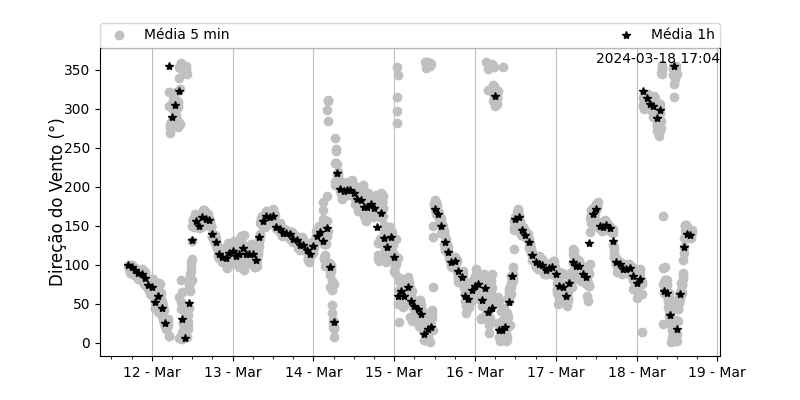 Média 5 min
Média 1h
2024-03-18 17:04
Direção do Vento (°)
350
300
250
200
150
100
50
0
12 - Mar
13 - Mar
14 - Mar
15 - Mar
16 - Mar
17 - Mar
18 - Mar
19 - Mar